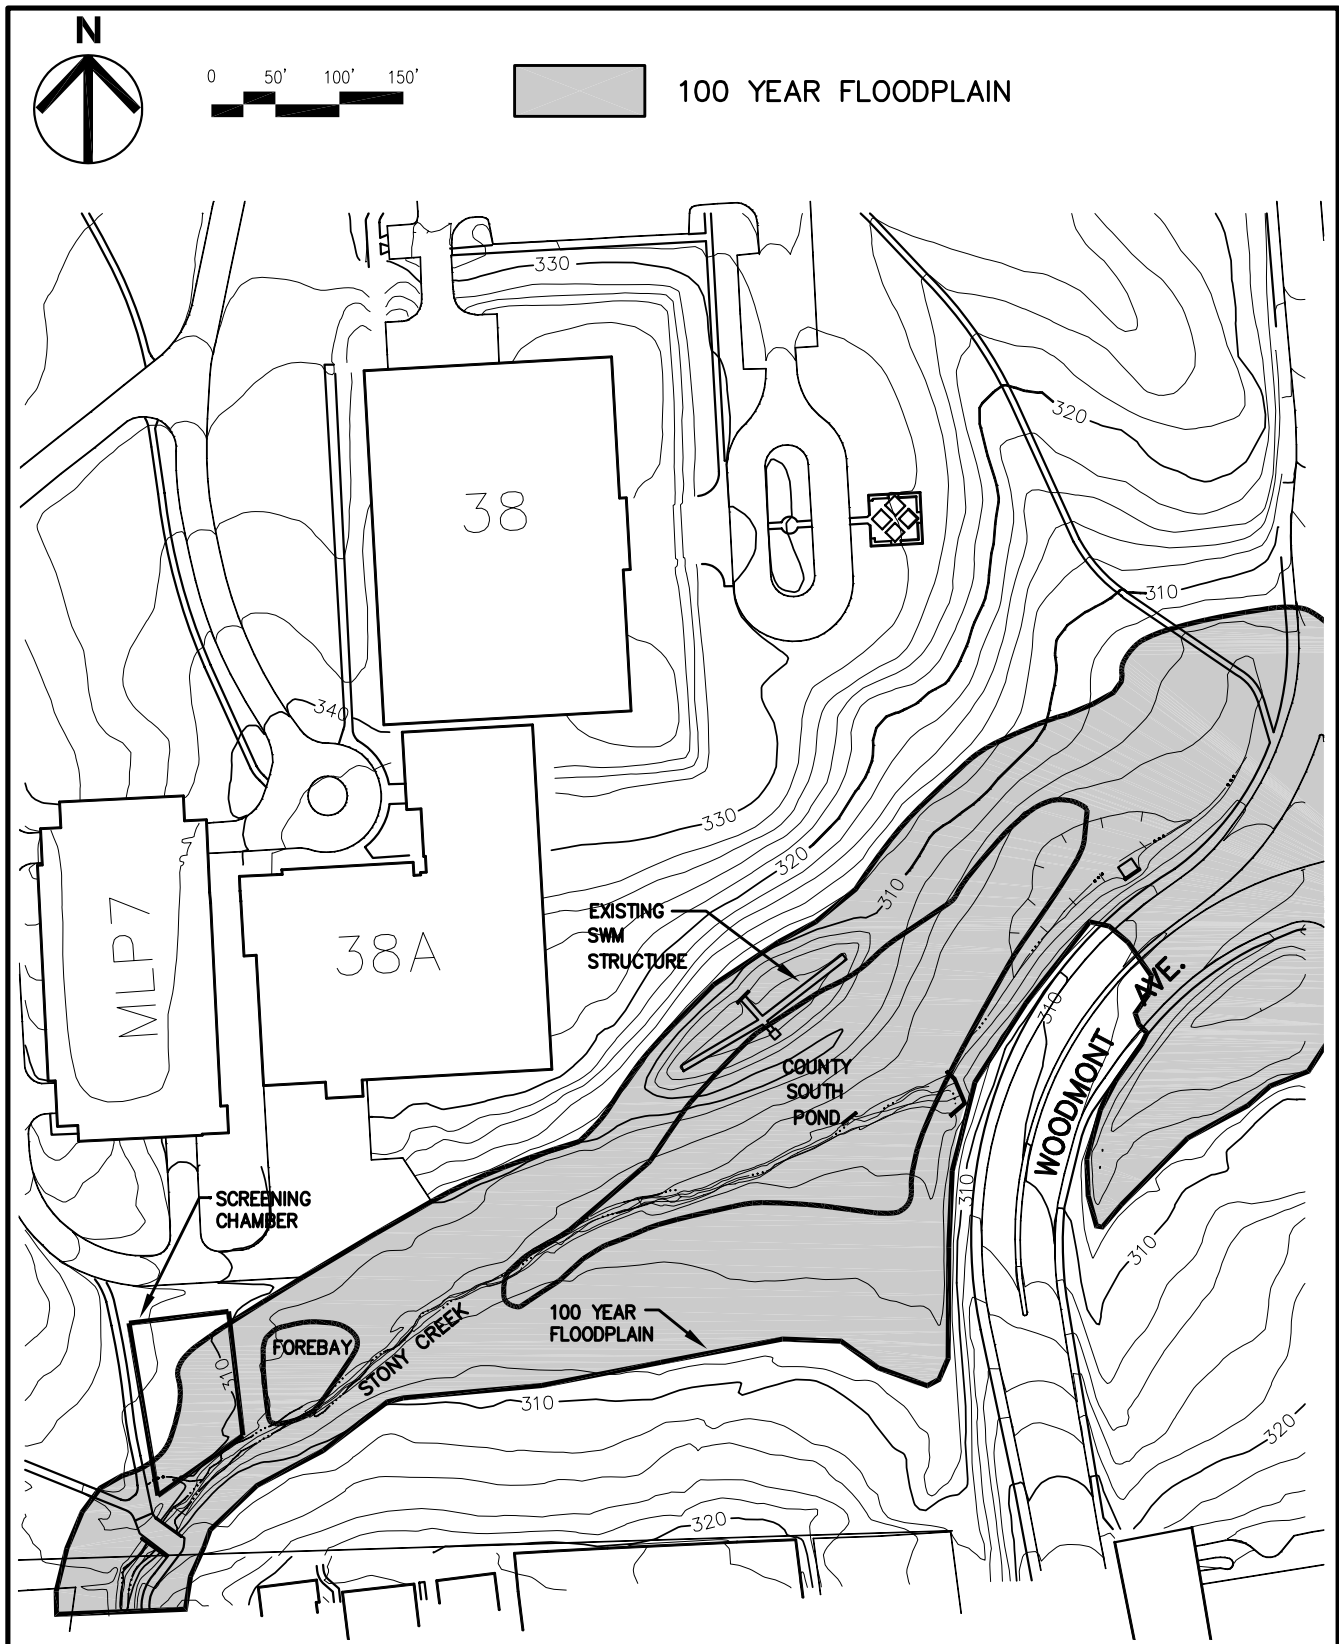 N
0 50' 100' 150'
100 YEAR FLOODPLAIN
330
320
38
310
340
330
320
310
EXISTING
SWM
STRUCTURE
MLP7
38A
AVE.
310
WOODMONT
COUNTY
SOUTH
POND
310
SCREENING
CHAMBER
310
100 YEAR
FLOODPLAIN
FOREBAY
STONY CREEK
310
310
320
320